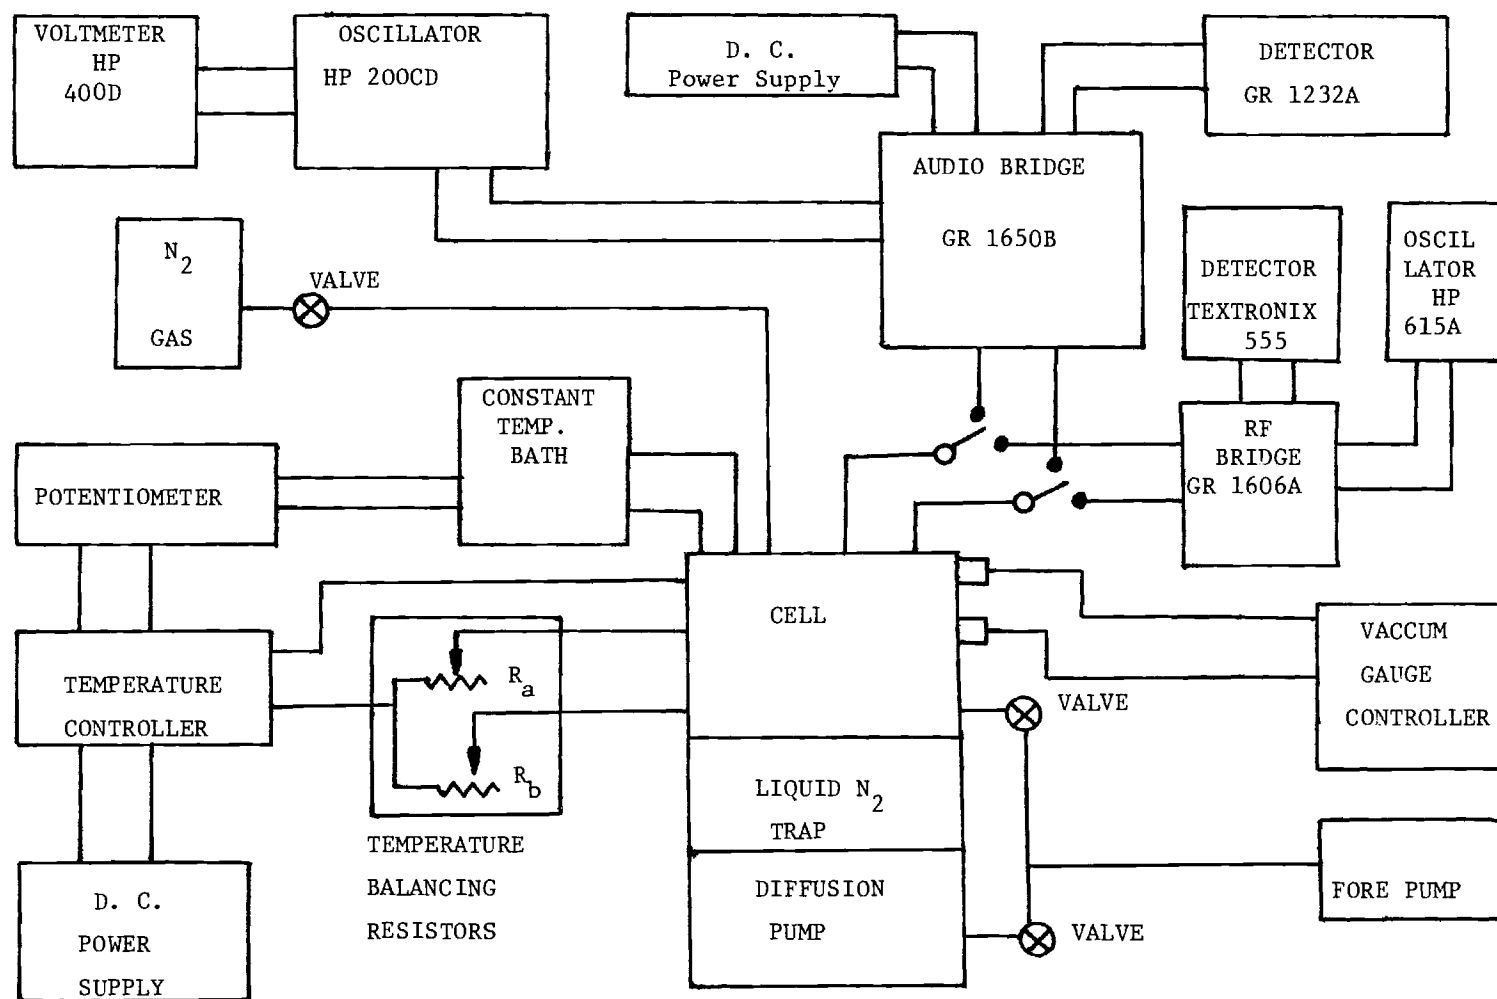 VOLTMETER
HP
400D
OSCILLATOR
HP 200CD
D. C.
Power Supply
DETECTOR
GR 1232A
AUDIO BRIDGE
GR 1650B
N2
GAS
VALVE
DETECTOR
TEXTRONIX
555
OSCIL
LATOR
HP
615A
CONSTANT
TEMP.
BATH
RF
BRIDGE
GR 1606A
POTENTIOMETER
CELL
TEMPERATURE
CONTROLLER
Ra
Rb
TEMPERATURE
BALANCING
RESISTORS
VACCUM
GAUGE
CONTROLLER
VALVE
LIQUID N2
TRAP
DIFFUSION
PUMP
VALVE
FORE PUMP
D. C.
POWER
SUPPLY